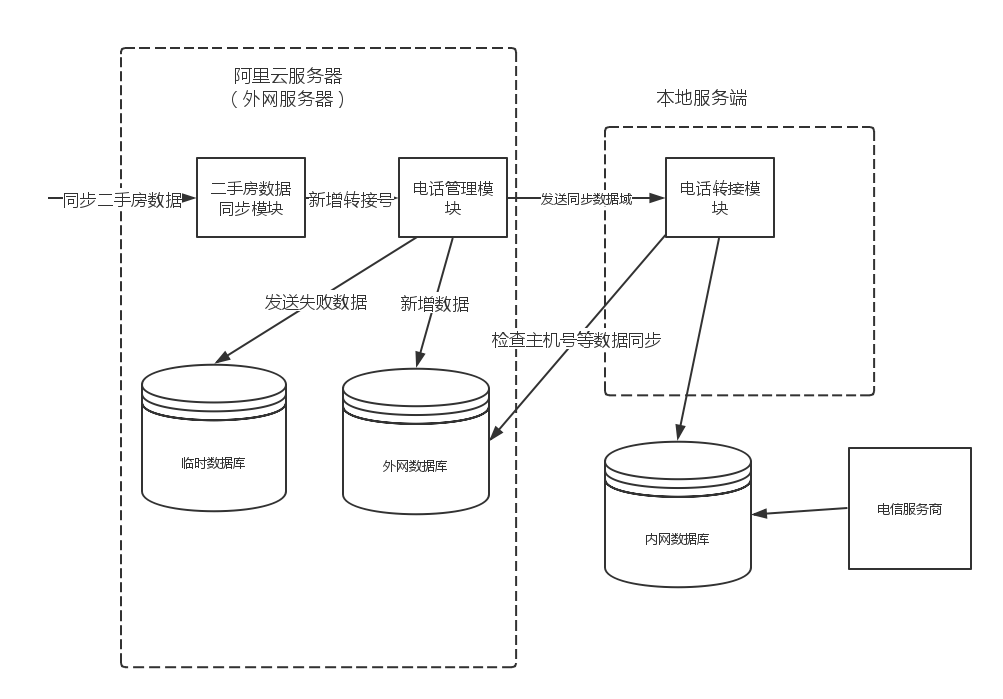 阿里云服务器
（外网服务器）
本地服务端
同步二手房数据
二手房数据
同步模块
新增转接号
电话管理模
块
发送同步数据域
电话转接模
块
发送失败数据
新增数据
检查主机号等数据同步
临时数据库
外网数据库
内网数据库
电信服务商